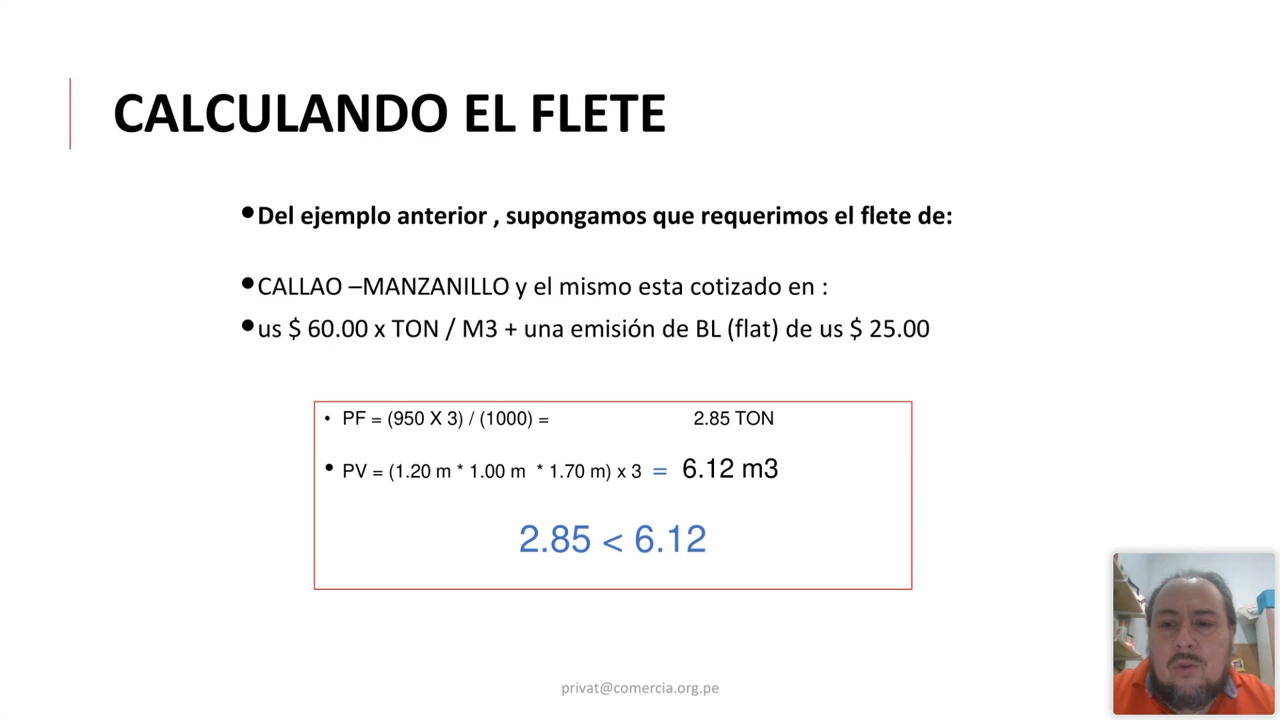 CALCULANDO EL FLETE
•Del ejemplo anterior , supongamos que requerimos el flete de:
•CALLAO –MANZANILLO y el mismo esta cotizado en :
•us $ 60.00 x TON / M3 + una emisión de BL (flat) de us $ 25.00
• PF = (950 X 3) / (1000) = 2.85 TON
• PV = (1.20 m * 1.00 m * 1.70 m) x 3 = 6.12 m3
2.85 < 6.12
privat@comercia.org.pe